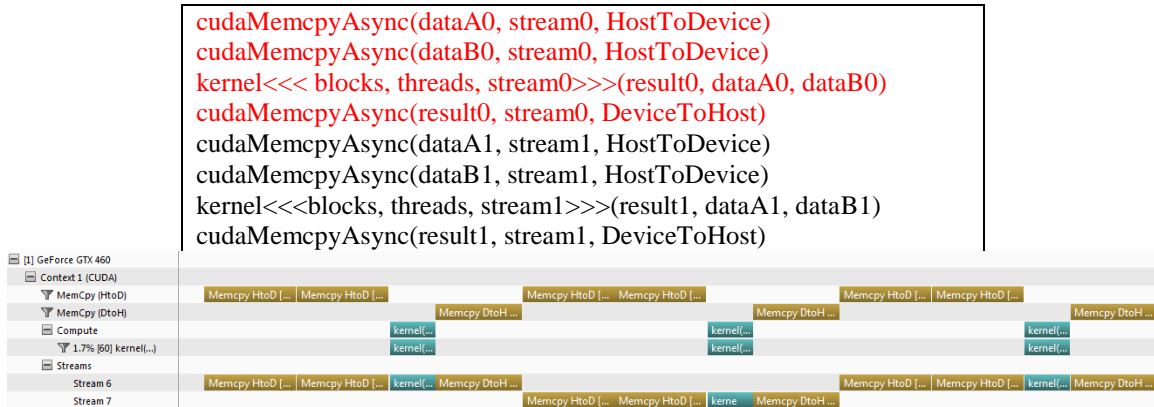 cudaMemcpyAsync(dataA0, stream0, HostToDevice)
cudaMemcpyAsync(dataB0, stream0, HostToDevice)
kernel<<< blocks, threads, stream0>>>(result0, dataA0, dataB0)
cudaMemcpyAsync(result0, stream0, DeviceToHost)
cudaMemcpyAsync(dataA1, stream1, HostToDevice)
cudaMemcpyAsync(dataB1, stream1, HostToDevice)
kernel<<<blocks, threads, stream1>>>(result1, dataA1, dataB1)
cudaMemcpyAsync(result1, stream1, DeviceToHost)
[1] GeForce GTX 460
Context 1 (CUDA)
MemCpy (HtoD) Memcpy HtoD [... Memcpy HtoD [... Memcpy HtoD [... Memcpy HtoD [... Memcpy HtoD [... Memcpy HtoD [...
MemCpy (DtoH) Memcpy DtoH ... Memcpy DtoH ... Memcpy DtoH ...
Compute kernel(... kernel(... kernel(...
1.7% [60] kernel(...) kernel(... kernel(... kernel(...
Streams
Stream 6 Memcpy HtoD [... Memcpy HtoD [... kernel(... Memcpy DtoH ... Memcpy HtoD [... Memcpy HtoD [... kernel(... Memcpy DtoH ...
Stream 7 Memcpy HtoD [... Memcpy HtoD [... kerne Memcpy DtoH ...